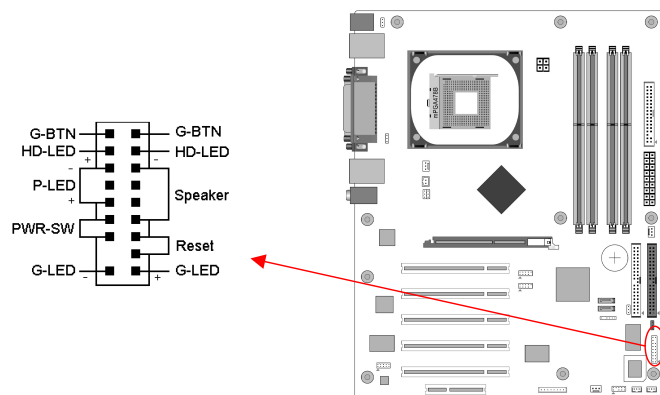 G-BTN G-BTN
HD-LED HD-LED
+ -
-
P-LED
Speaker
+
PWR-SW
Reset
G-LED G-LED
- +
mPGA478B